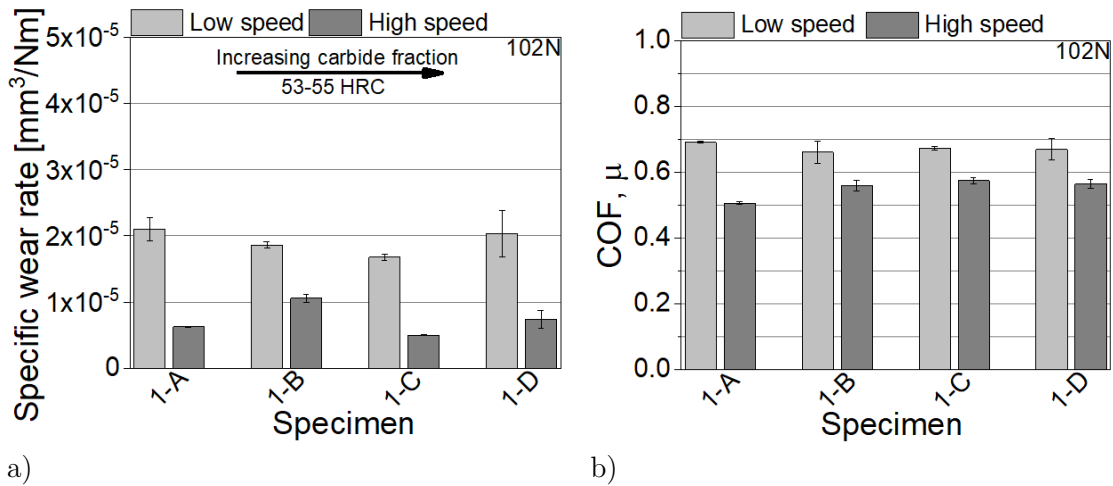 Low speed High speed
5x10⁻⁵
4x10⁻⁵
3x10⁻⁵
2x10⁻⁵
1x10⁻⁵
0
Specific wear rate [mm³/Nm]
102N
Increasing carbide fraction
53-55 HRC
1-A 1-B 1-C 1-D
Specimen
a)
Low speed High speed
1.0
0.8
0.6
0.4
0.2
0.0
COF, μ
102N
1-A 1-B 1-C 1-D
Specimen
b)